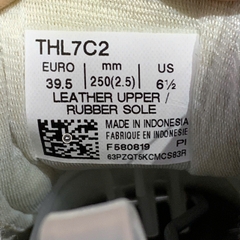 THL7C2
EURO mm US
39.5 250(2.5) 6½
LEATHER UPPER /
RUBBER SOLE
MADE IN INDONESIA
FABRIQUE EN INDONESIE
F580819 PI
63PZQT5KCMCS83R